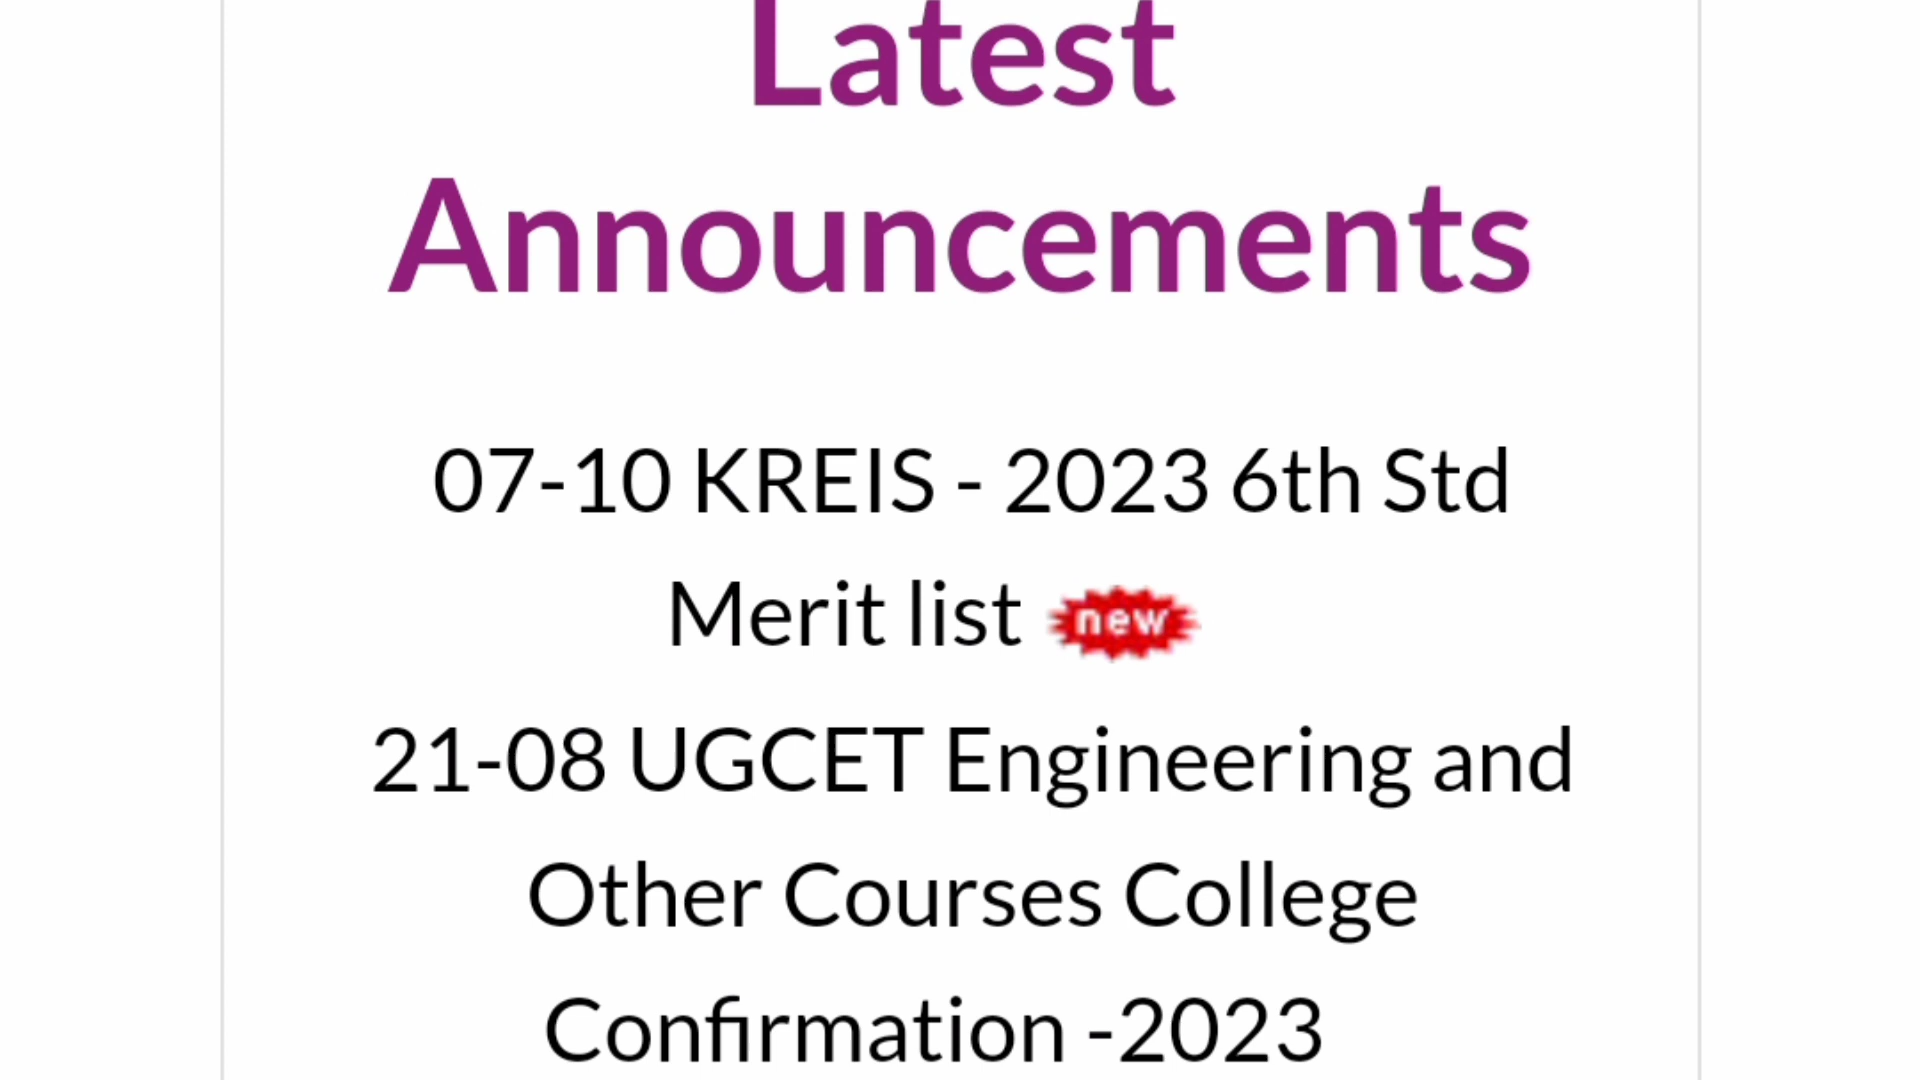 Latest
Announcements
07-10 KREIS - 2023 6th Std
Merit list new
21-08 UGCET Engineering and
Other Courses College
Confirmation -2023